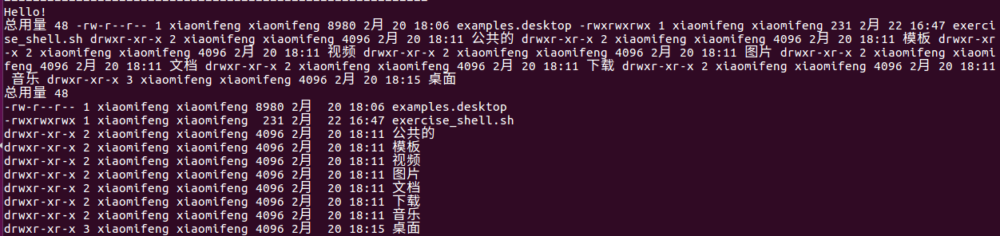 Hello!
总用量 48 -rw-r--r-- 1 xiaomifeng xiaomifeng 8980 2月 20 18:06 examples.desktop -rwxrwxrwx 1 xiaomifeng xiaomifeng 231 2月 22 16:47 exerci
se_shell.sh drwxr-xr-x 2 xiaomifeng xiaomifeng 4096 2月 20 18:11 公共的 drwxr-xr-x 2 xiaomifeng xiaomifeng 4096 2月 20 18:11 模板 drwxr-xr
-x 2 xiaomifeng xiaomifeng 4096 2月 20 18:11 视频 drwxr-xr-x 2 xiaomifeng xiaomifeng 4096 2月 20 18:11 图片 drwxr-xr-x 2 xiaomifeng xiaomi
feng 4096 2月 20 18:11 文档 drwxr-xr-x 2 xiaomifeng xiaomifeng 4096 2月 20 18:11 下载 drwxr-xr-x 2 xiaomifeng xiaomifeng 4096 2月 20 18:11
音乐 drwxr-xr-x 3 xiaomifeng xiaomifeng 4096 2月 20 18:15 桌面
总用量 48
-rw-r--r-- 1 xiaomifeng xiaomifeng 8980 2月  20 18:06 examples.desktop
-rwxrwxrwx 1 xiaomifeng xiaomifeng  231 2月  22 16:47 exercise_shell.sh
drwxr-xr-x 2 xiaomifeng xiaomifeng 4096 2月  20 18:11 公共的
drwxr-xr-x 2 xiaomifeng xiaomifeng 4096 2月  20 18:11 模板
drwxr-xr-x 2 xiaomifeng xiaomifeng 4096 2月  20 18:11 视频
drwxr-xr-x 2 xiaomifeng xiaomifeng 4096 2月  20 18:11 图片
drwxr-xr-x 2 xiaomifeng xiaomifeng 4096 2月  20 18:11 文档
drwxr-xr-x 2 xiaomifeng xiaomifeng 4096 2月  20 18:11 下载
drwxr-xr-x 2 xiaomifeng xiaomifeng 4096 2月  20 18:11 音乐
drwxr-xr-x 3 xiaomifeng xiaomifeng 4096 2月  20 18:15 桌面